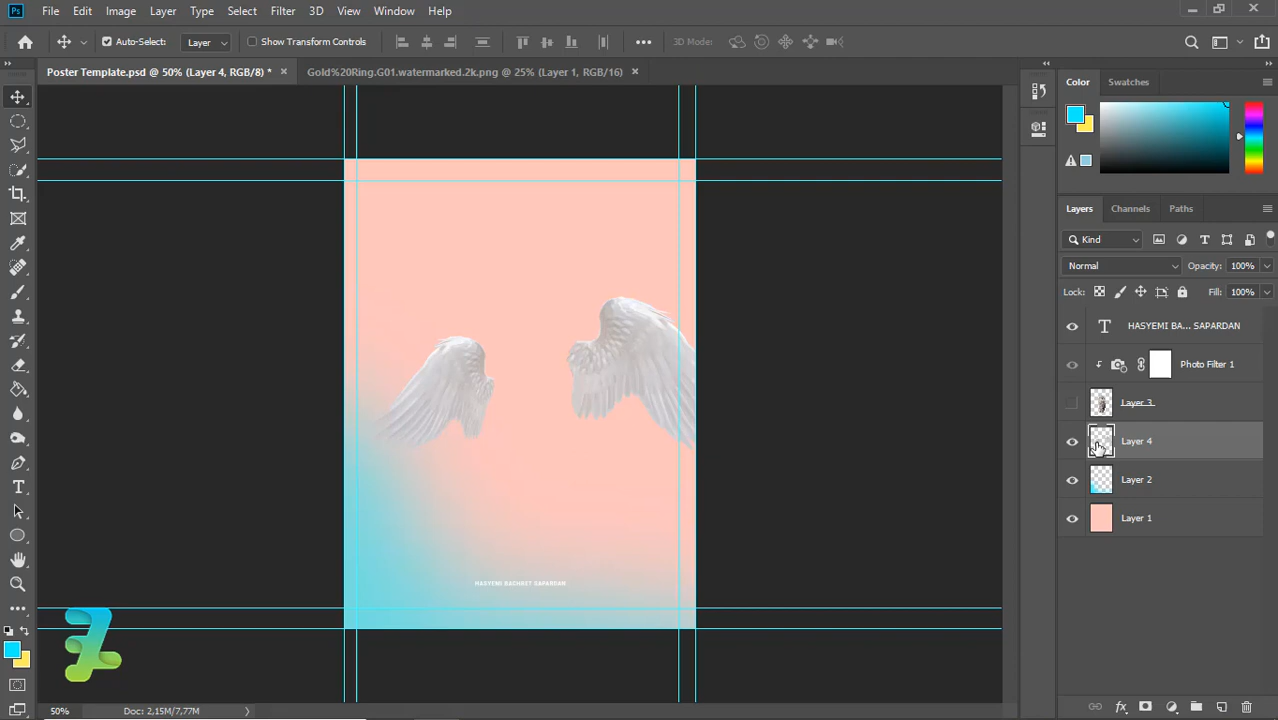 Ps File Edit Image Layer Type Select Filter 3D View Window Help
Auto-Select: Layer Show Transform Controls 3D Mode:
Poster Template.psd @ 50% (Layer 4, RGB/8) * Gold%20Ring.G01.watermarked.2k.png @ 25% (Layer 1, RGB/16)
Color Swatches
Layers Channels Paths
Kind
Normal Opacity: 100%
Lock: Fill: 100%
T HASYEMI BA... SAPARDAN
Photo Filter 1
Layer 3
Layer 4
Layer 2
Layer 1
HASYEMI BACHKET SAPARDAN
50% Doc: 2,15M/7,77M